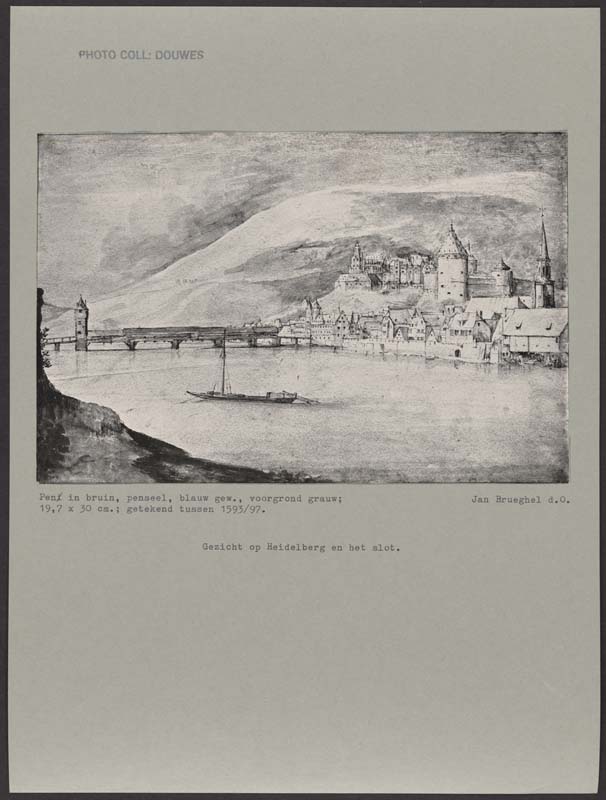 PHOTO COLL: DOUWES
Pen in bruin, penseel, blauw gew., voorgrond grauw;
Jan Brueghel d.O.
19,7 x 30 cm.; getekend tussen 1593/97.
Gezicht op Heidelberg en het slot.